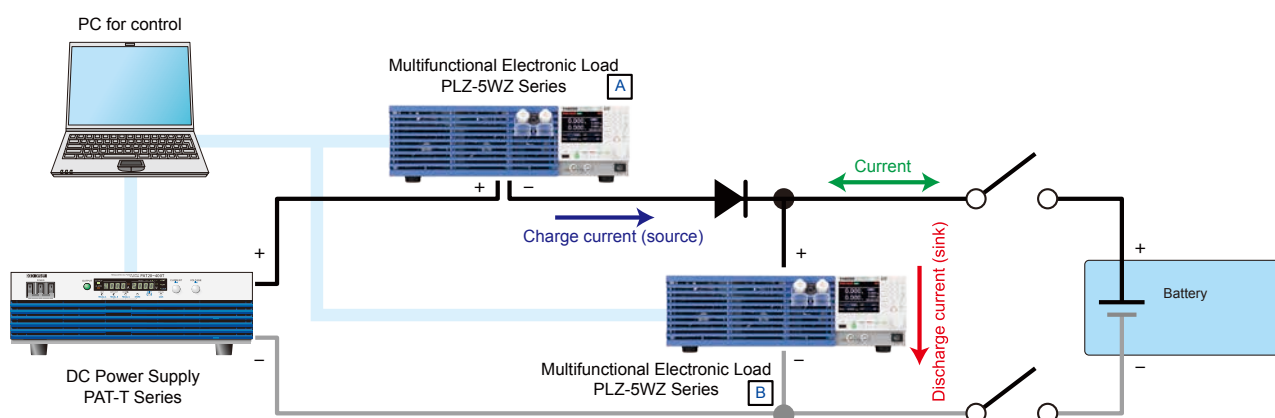 PC for control
Multifunctional Electronic Load
PLZ-5WZ Series
A
+
−
Current
Charge current (source)
+
+
Discharge current (sink)
+
Battery
−
−
−
DC Power Supply
PAT-T Series
Multifunctional Electronic Load
PLZ-5WZ Series
B